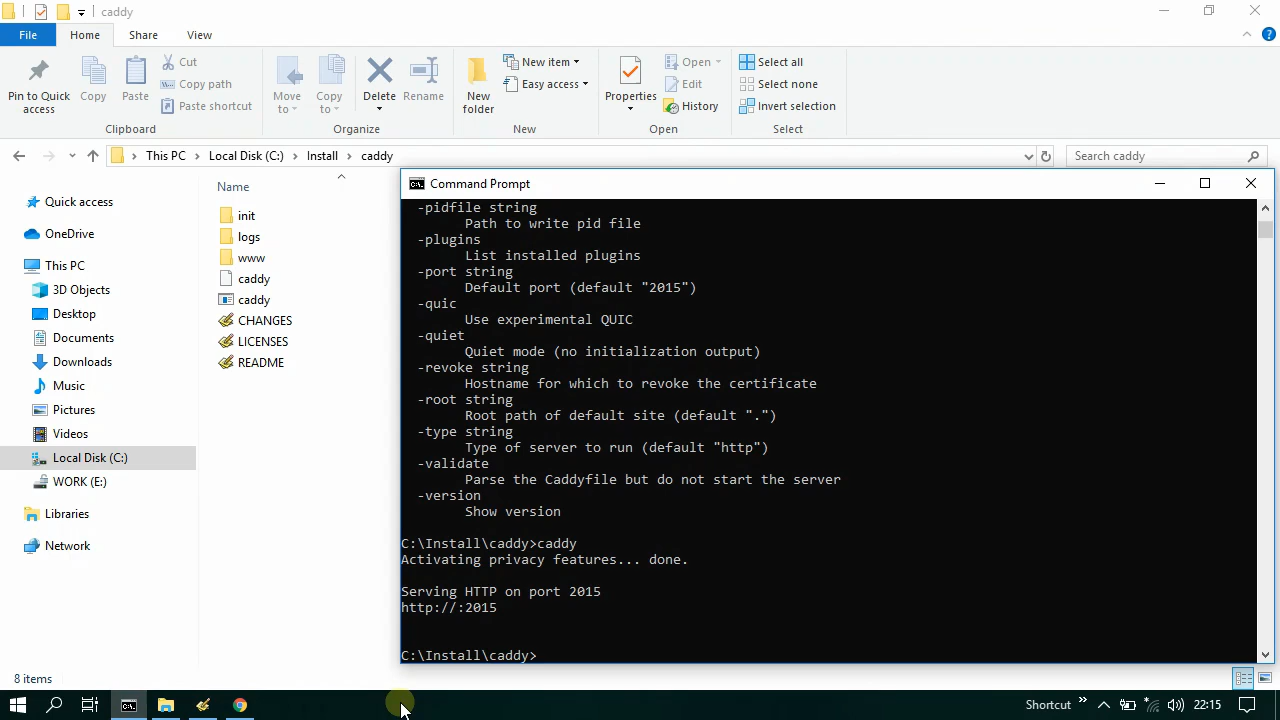 caddy
File
Home
Share
View
Pin to Quick access
Copy
Paste
Cut
Copy path
Paste shortcut
Clipboard
Move to
Copy to
Delete
Rename
Organize
New folder
New item
Easy access
New
Properties
Open
Edit
History
Open
Select all
Select none
Invert selection
Select
This PC
Local Disk (C:)
Install
caddy
Search caddy
Quick access
OneDrive
This PC
3D Objects
Desktop
Documents
Downloads
Music
Pictures
Videos
Local Disk (C:)
WORK (E:)
Libraries
Network
Name
init
logs
www
caddy
caddy
CHANGES
LICENSES
README
Command Prompt
-pidfile string
Path to write pid file
-plugins
List installed plugins
-port string
Default port (default "2015")
-quic
Use experimental QUIC
-quiet
Quiet mode (no initialization output)
-revoke string
Hostname for which to revoke the certificate
-root string
Root path of default site (default ".")
-type string
Type of server to run (default "http")
-validate
Parse the Caddyfile but do not start the server
-version
Show version
C:\Install\caddy>caddy
Activating privacy features... done.
Serving HTTP on port 2015
http://:2015
C:\Install\caddy>
8 items
Shortcut
22:15